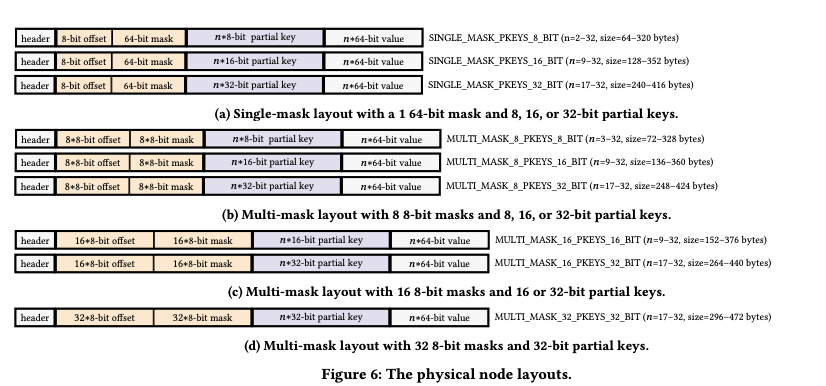 header 8-bit offset 64-bit mask n*8-bit partial key n*64-bit value SINGLE_MASK_PKEYS_8_BIT (n=2–32, size=64–320 bytes)
header 8-bit offset 64-bit mask n*16-bit partial key n*64-bit value SINGLE_MASK_PKEYS_16_BIT (n=9–32, size=128–352 bytes)
header 8-bit offset 64-bit mask n*32-bit partial key n*64-bit value SINGLE_MASK_PKEYS_32_BIT (n=17–32, size=240–416 bytes)
(a) Single-mask layout with a 1 64-bit mask and 8, 16, or 32-bit partial keys.
header 8*8-bit offset 8*8-bit mask n*8-bit partial key n*64-bit value MULTI_MASK_8_PKEYS_8_BIT (n=3–32, size=72–328 bytes)
header 8*8-bit offset 8*8-bit mask n*16-bit partial key n*64-bit value MULTI_MASK_8_PKEYS_16_BIT (n=9–32, size=136–360 bytes)
header 8*8-bit offset 8*8-bit mask n*32-bit partial key n*64-bit value MULTI_MASK_8_PKEYS_32_BIT (n=17–32, size=248–424 bytes)
(b) Multi-mask layout with 8 8-bit masks and 8, 16, or 32-bit partial keys.
header 16*8-bit offset 16*8-bit mask n*16-bit partial key n*64-bit value MULTI_MASK_16_PKEYS_16_BIT (n=9–32, size=152–376 bytes)
header 16*8-bit offset 16*8-bit mask n*32-bit partial key n*64-bit value MULTI_MASK_16_PKEYS_32_BIT (n=17–32, size=264–440 bytes)
(c) Multi-mask layout with 16 8-bit masks and 16 or 32-bit partial keys.
header 32*8-bit offset 32*8-bit mask n*32-bit partial key n*64-bit value MULTI_MASK_32_PKEYS_32_BIT (n=17–32, size=296–472 bytes)
(d) Multi-mask layout with 32 8-bit masks and 32-bit partial keys.
Figure 6: The physical node layouts.